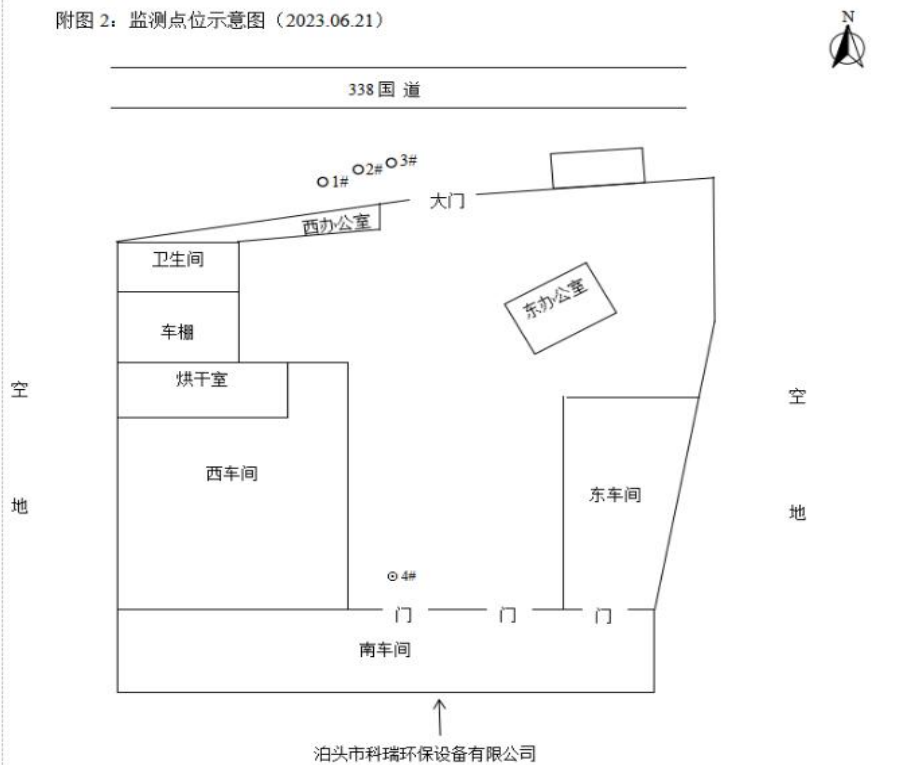 附图 2：监测点位示意图（2023.06.21）
N
338 国 道
1#
2#
3#
大门
西办公室
卫生间
东办公室
车棚
烘干室
空
地
空
地
西车间
东车间
4#
门
门
门
南车间
泊头市科瑞环保设备有限公司